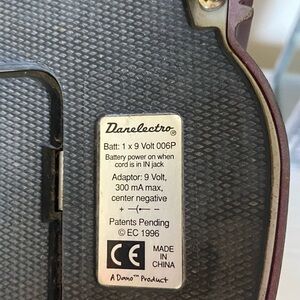 Danelectro®
Batt: 1 x 9 Volt 006P
Battery power on when
cord is in IN jack
Adaptor: 9 Volt,
300 mA max,
center negative
+ -
Patents Pending
© EC 1996
CE
MADE
IN
CHINA
A Damo™ Product